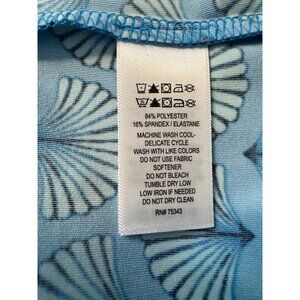 84% POLYESTER
16% SPANDEX / ELASTANE
MACHINE WASH COOL-
DELICATE CYCLE
WASH WITH LIKE COLORS
DO NOT USE FABRIC
SOFTENER
DO NOT BLEACH
TUMBLE DRY LOW
LOW IRON IF NEEDED
DO NOT DRY CLEAN
RN# 75343